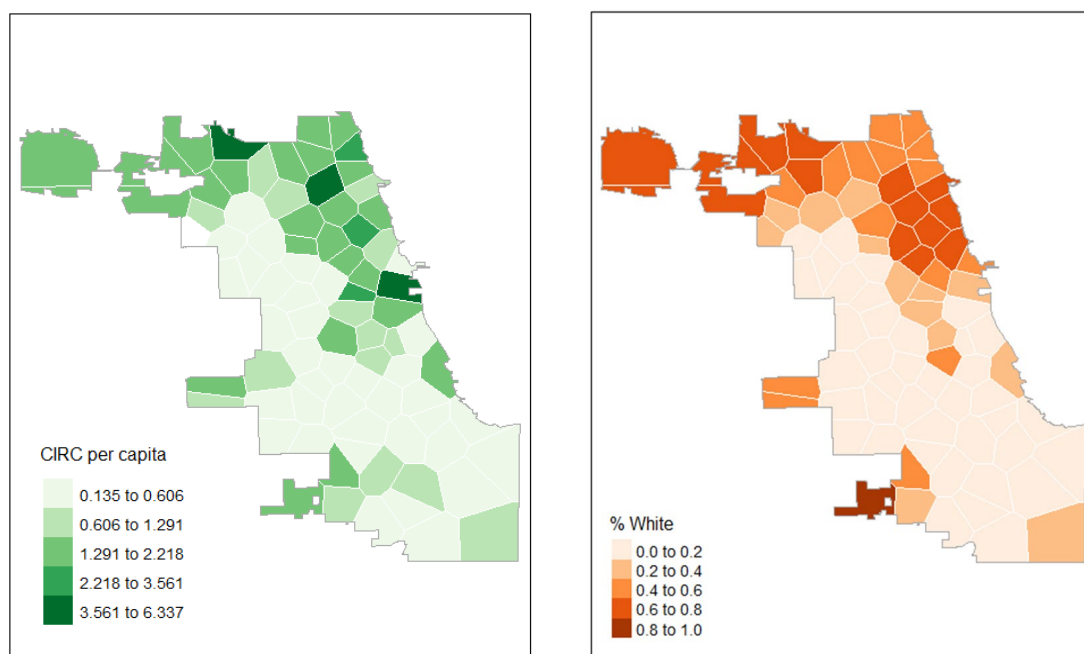 CIRC per capita
0.135 to 0.606
0.606 to 1.291
1.291 to 2.218
2.218 to 3.561
3.561 to 6.337
% White
0.0 to 0.2
0.2 to 0.4
0.4 to 0.6
0.6 to 0.8
0.8 to 1.0